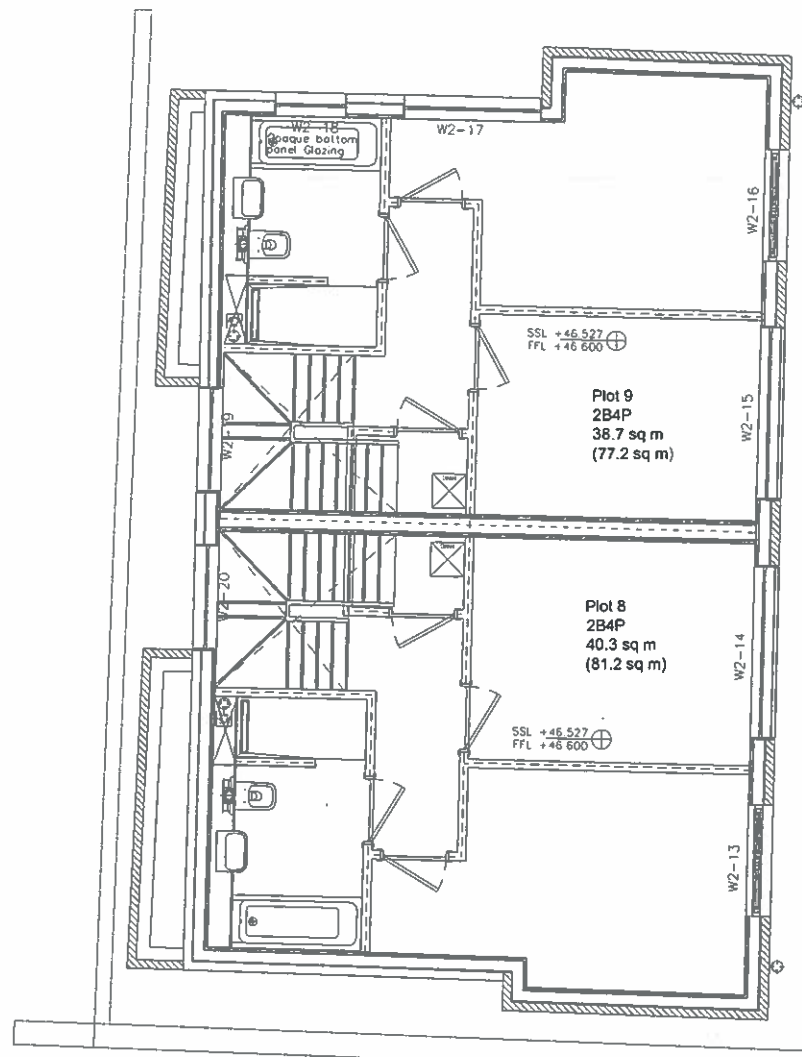 W2-18
Opaque bottom
panel Glazing
W2-17
W2-16
SSL +46.527
FFL +46 600
Plot 9
2B4P
38.7 sq m
(77.2 sq m)
W2-15
W2-19
W2-20
Plot 8
2B4P
40.3 sq m
(81.2 sq m)
W2-14
SSL +46.527
FFL +46 600
W2-13